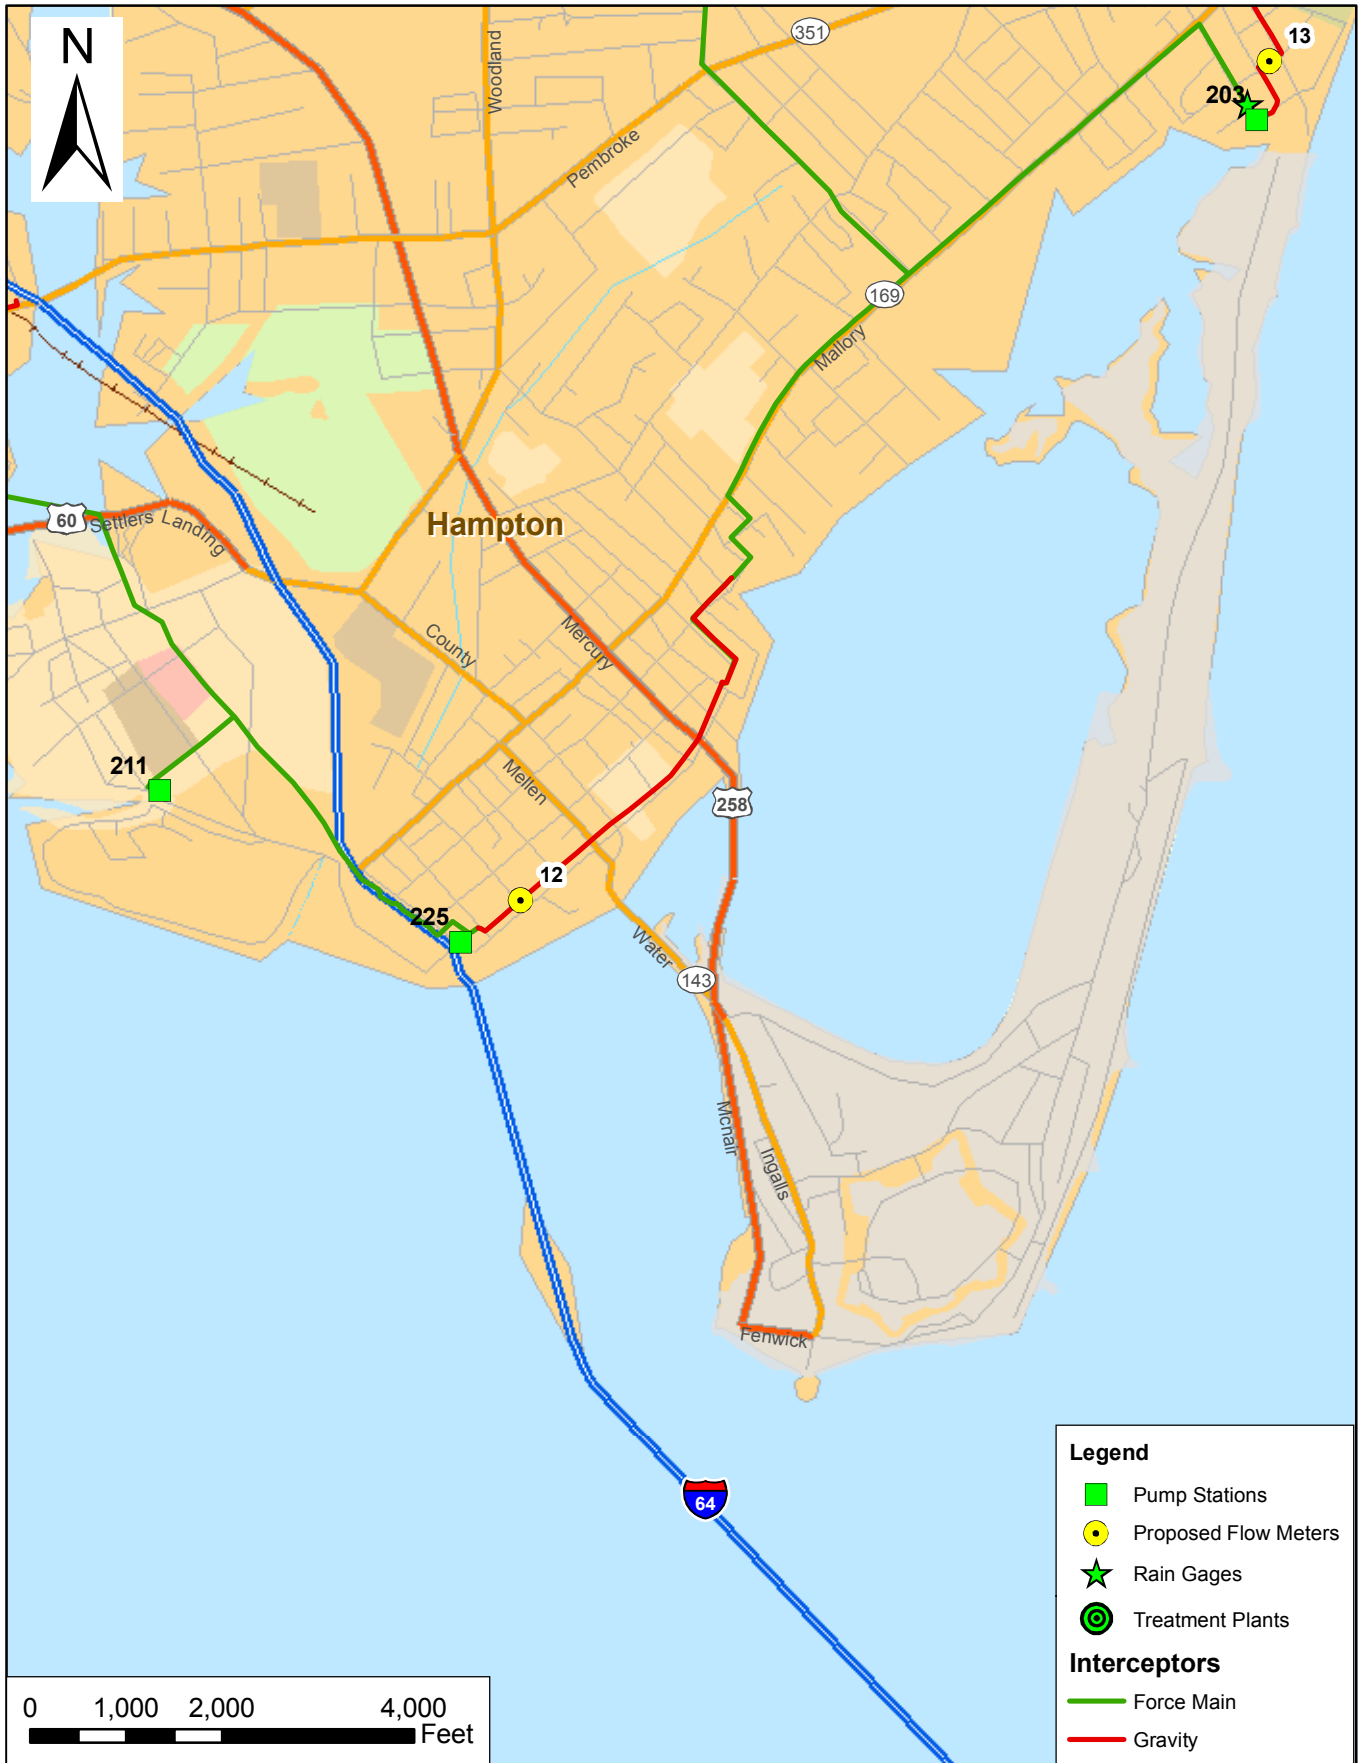 N
Woodland
351
13
203
Pembroke
169
Mallory
60
Settlers Landing
Hampton
County
Mercury
211
Mellen
258
12
225
Water
143
Mcnair
Ingalls
Fenwick
64
Legend
Pump Stations
Proposed Flow Meters
Rain Gages
Treatment Plants
Interceptors
Force Main
Gravity
0 1,000 2,000 4,000
Feet